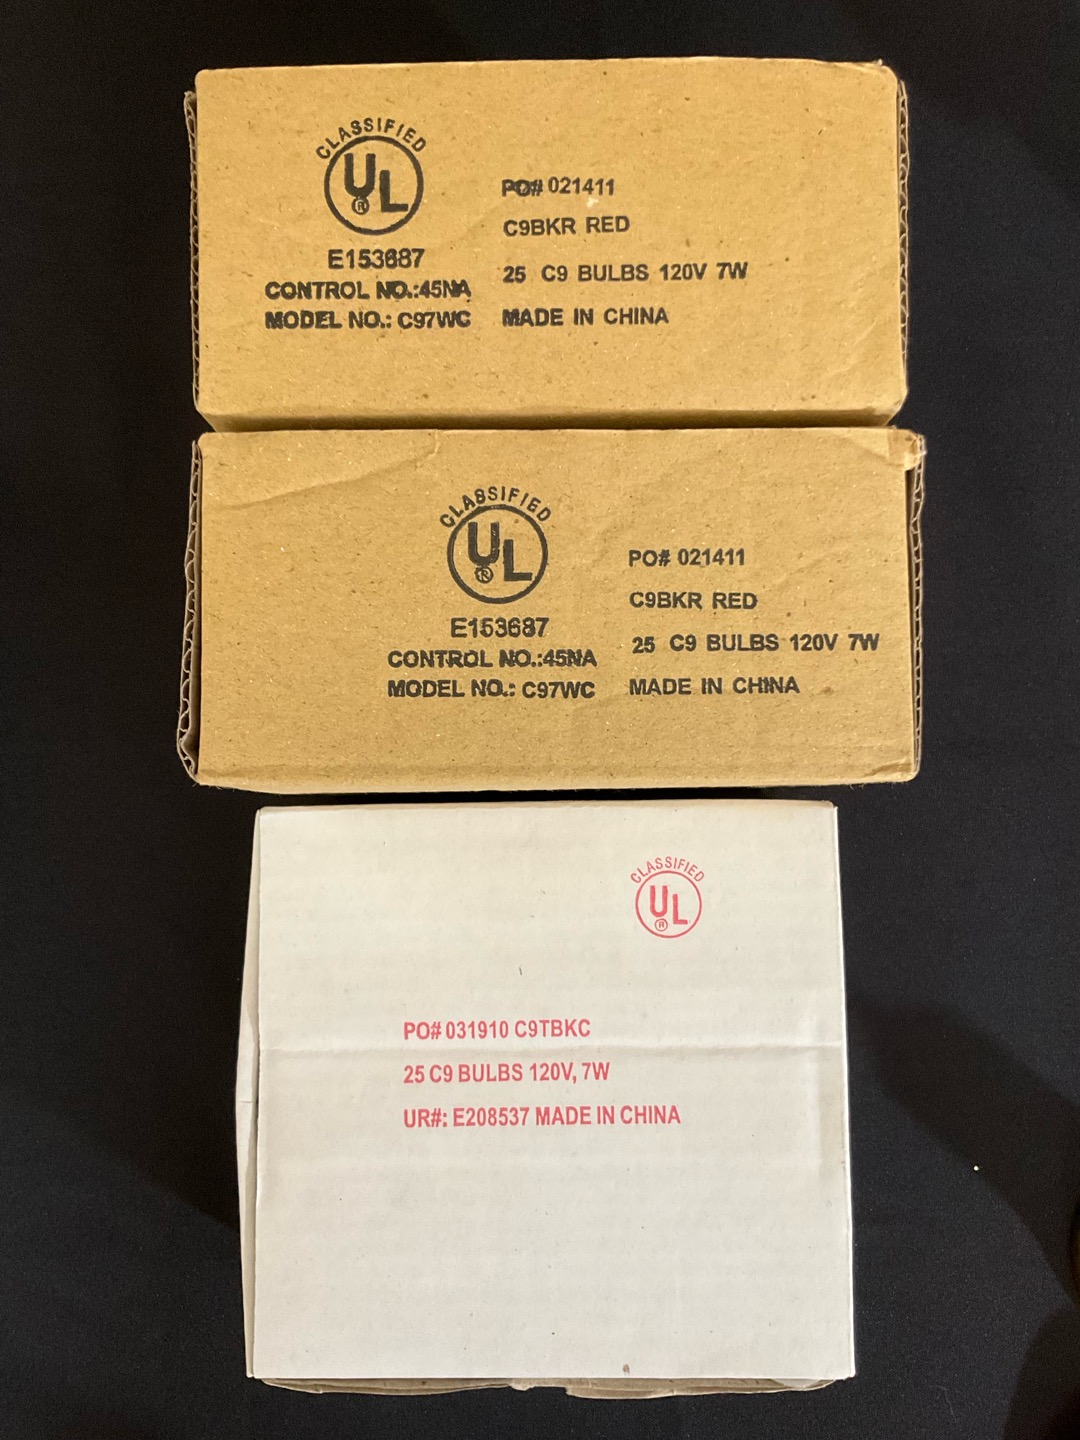 CLASSIFIED
UL
®
E153687
CONTROL NO.:45NA
MODEL NO.: C97WC
PO# 021411
C9BKR RED
25 C9 BULBS 120V 7W
MADE IN CHINA
CLASSIFIED
UL
®
E153687
CONTROL NO.:45NA
MODEL NO.: C97WC
PO# 021411
C9BKR RED
25 C9 BULBS 120V 7W
MADE IN CHINA
CLASSIFIED
UL
®
PO# 031910 C9TBKC
25 C9 BULBS 120V, 7W
UR#: E208537 MADE IN CHINA